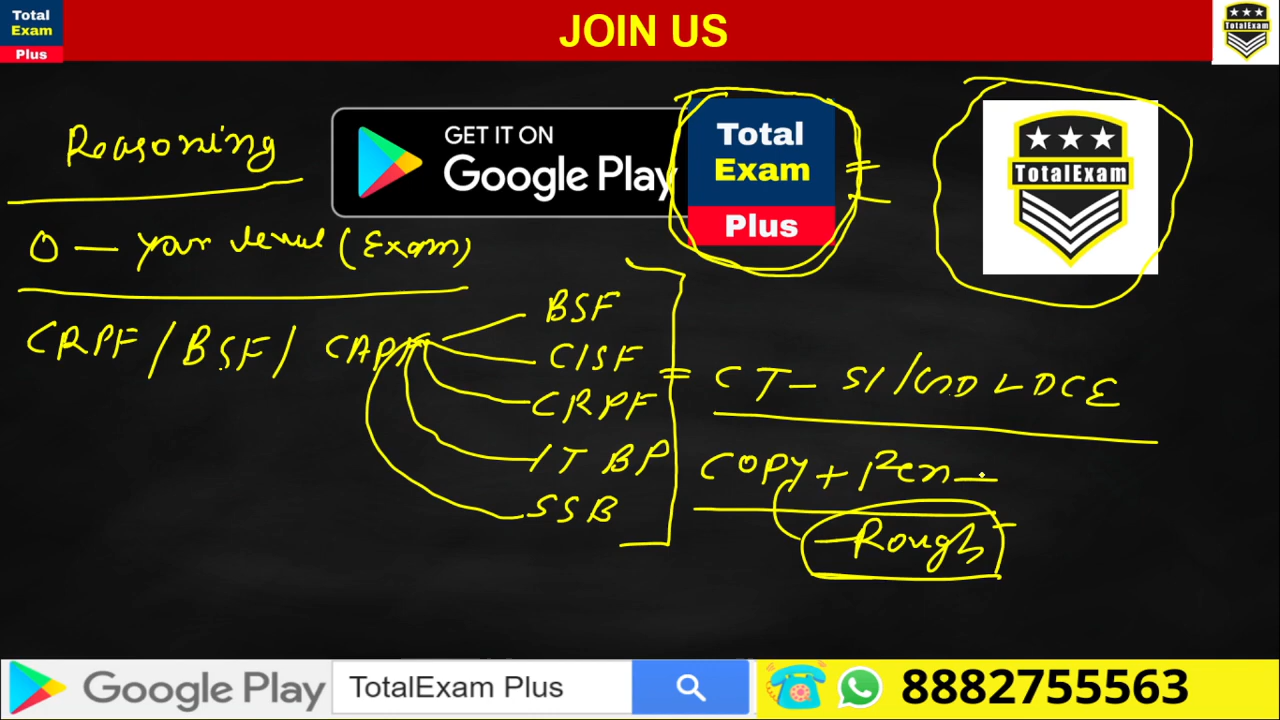 Total
Exam
Plus
JOIN US
TotalExam
Reasoning
GET IT ON
Google Play
Total
Exam
Plus
TotalExam
0 — your level (Exam)
CRPF / BSF / CAPF
BSF
CISF
CRPF
ITBP
SSB
CT - SI / GD LDCE
COPY + Pen —
Rough
Google Play
TotalExam Plus
8882755563